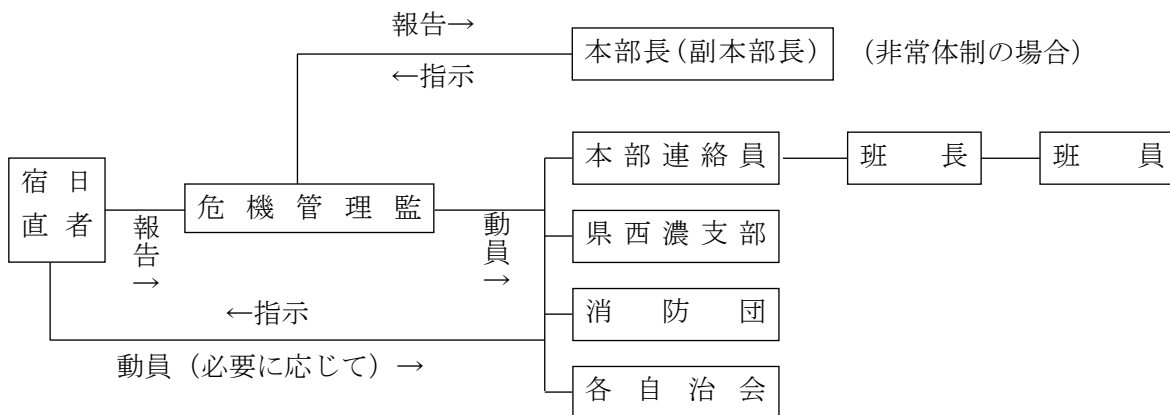 報告→
本部長(副本部長) (非常体制の場合)
←指示
本部連絡員 班長 班員
宿日
直者
危機管理監
報告→
動員→
県西濃支部
←指示
消防団
動員(必要に応じて)→
各自治会